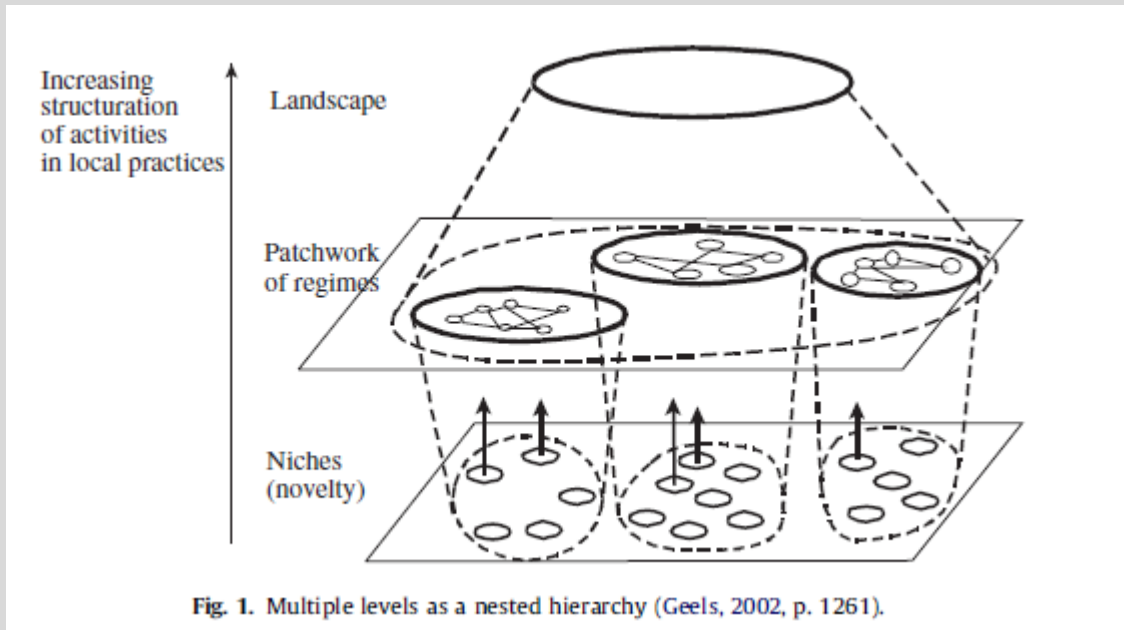 Increasing
structuration
of activities
in local practices
Landscape
Patchwork
of regimes
Niches
(novelty)
Fig. 1. Multiple levels as a nested hierarchy (Geels, 2002, p. 1261).